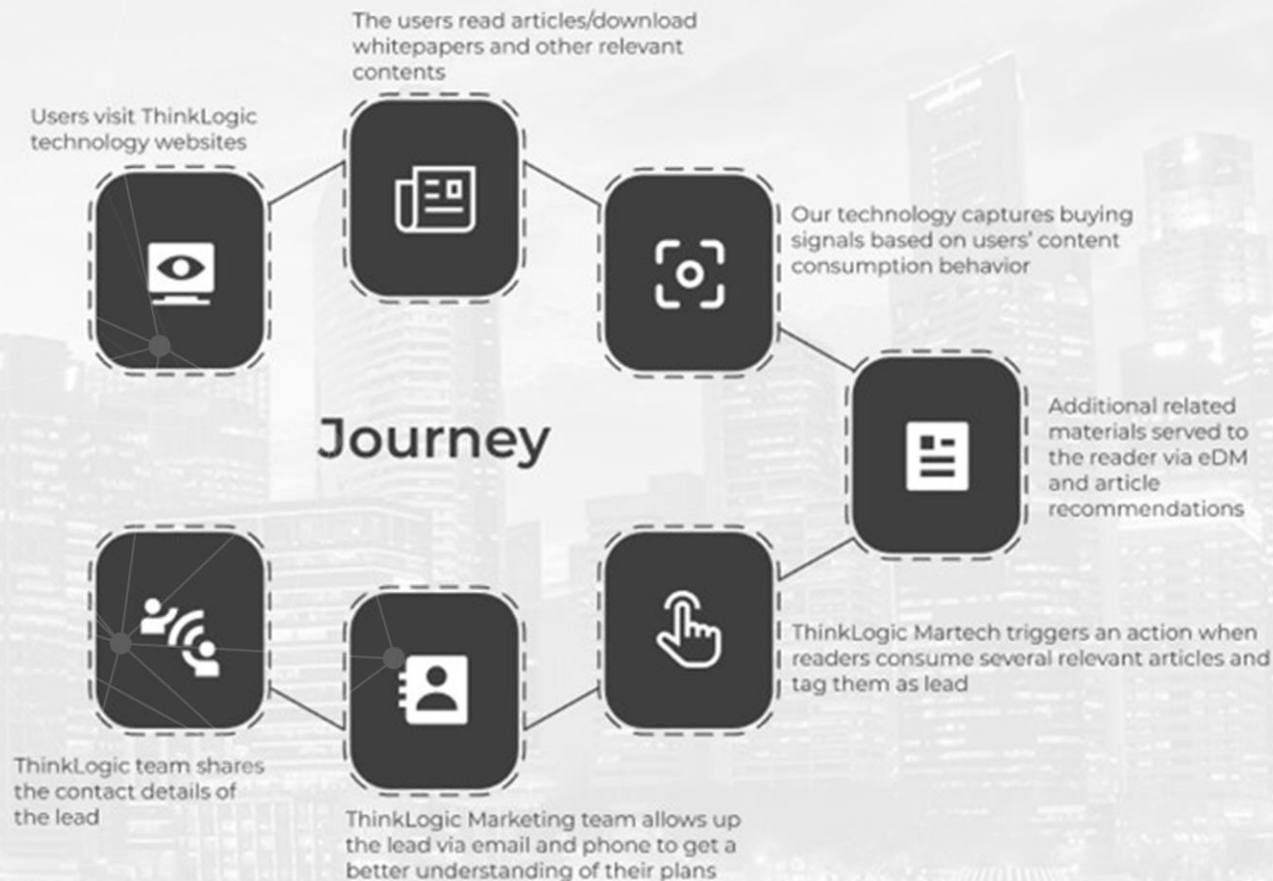 The users read articles/download
whitepapers and other relevant
contents
Users visit ThinkLogic
technology websites
Our technology captures buying
signals based on users' content
consumption behavior
Journey
Additional related
materials served to
the reader via eDM
and article
recommendations
ThinkLogic Martech triggers an action when
readers consume several relevant articles and
tag them as lead
ThinkLogic team shares
the contact details of
the lead
ThinkLogic Marketing team allows up
the lead via email and phone to get a
better understanding of their plans